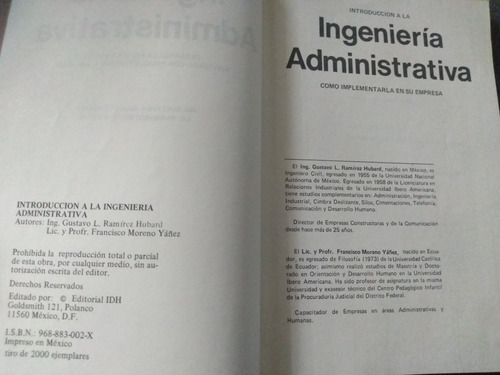 INTRODUCCION A LA INGENIERIA
ADMINISTRATIVA
Autores: Ing. Gustavo L. Ramírez Hubard
Lic. y Profr. Francisco Moreno Yáñez
Prohibida la reproducción total o parcial
de esta obra, por cualquier medio, sin au-
torización escrita del editor.
Derechos Reservados
Editado por: © Editorial IDH
Goldsmith 121, Polanco
11560 México, D.F.
I.S.B.N.: 968-883-002-X
Impreso en México
tiro de 2000 ejemplares
INTRODUCCION A LA
Ingeniería
Administrativa
COMO IMPLEMENTARLA EN SU EMPRESA
El Ing. Gustavo L. Ramírez Hubard, nacido en México, es
Ingeniero Civil, egresado en 1955 de la Universidad Nacional
Autónoma de México. Egresado en 1958 de la Licenciatura en
Relaciones Industriales de la Universidad Ibero Americana,
tiene estudios complementarios en: Administración, Ingeniería
Industrial, Cimbra Deslizante, Silos, Cimentaciones, Telefonía,
Comunicación y Desarrollo Humano.
Director de Empresas Constructoras y de la Comunicación
desde hace más de 25 años.
El Lic. y Profr. Francisco Moreno Yáñez, nacido en Ecua-
dor, es egresado de Filosofía (1973) de la Universidad Católica
de Ecuador; asimismo realizó estudios de Maestría y Docto-
rado en Orientación y Desarrollo Humano en la Universidad
Ibero Americana. Ha sido profesor de asignatura en la misma
Universidad y exasesor técnico del Centro Pedagógico Infantil
de la Procuraduría Judicial del Distrito Federal.
Capacitador de Empresas en áreas Administrativas y
Humanas.